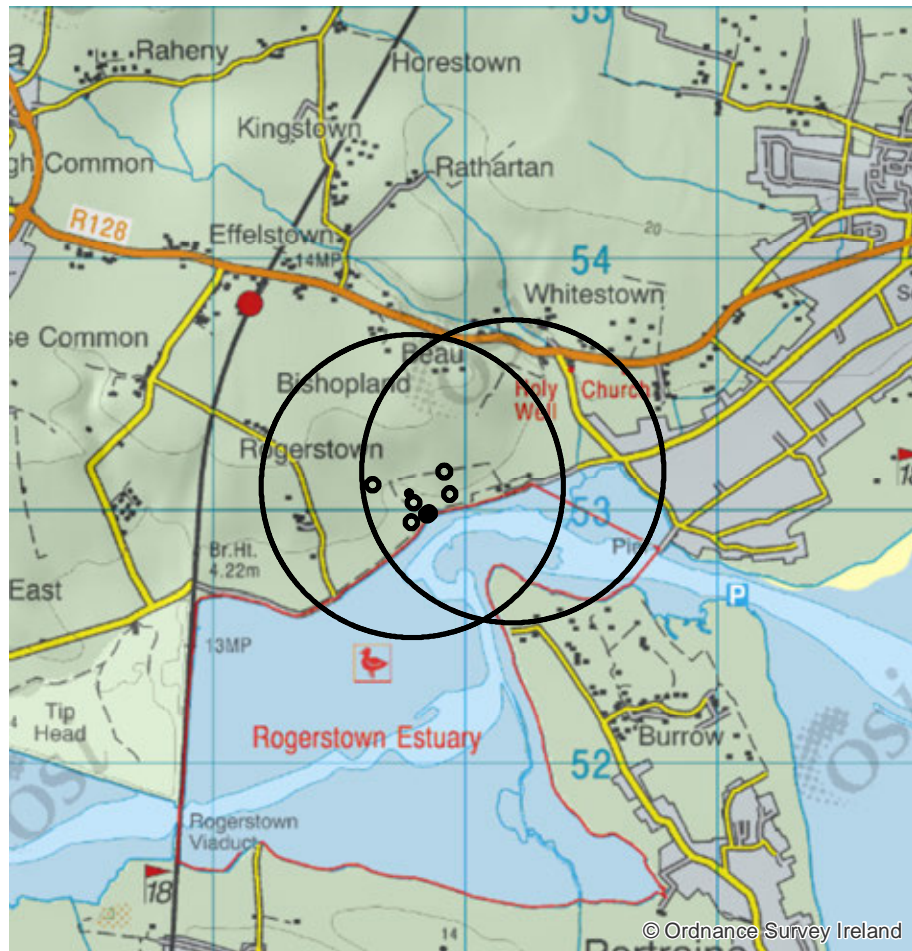 55
a
Raheny
Horestown
Kingstown
gh Common
Rathartan
R128
Effelstown
20
14MP
54
Whitestown
Se Common
Beau
Bishopland
Holy
Well
Church
Rogerstown
53
Pier
Br.Ht.
4.22m
East
P
13MP
4
Tip
Head
Rogerstown Estuary
Burrow
52
OSi
Rogerstown
Viaduct
18
14
© Ordnance Survey Ireland